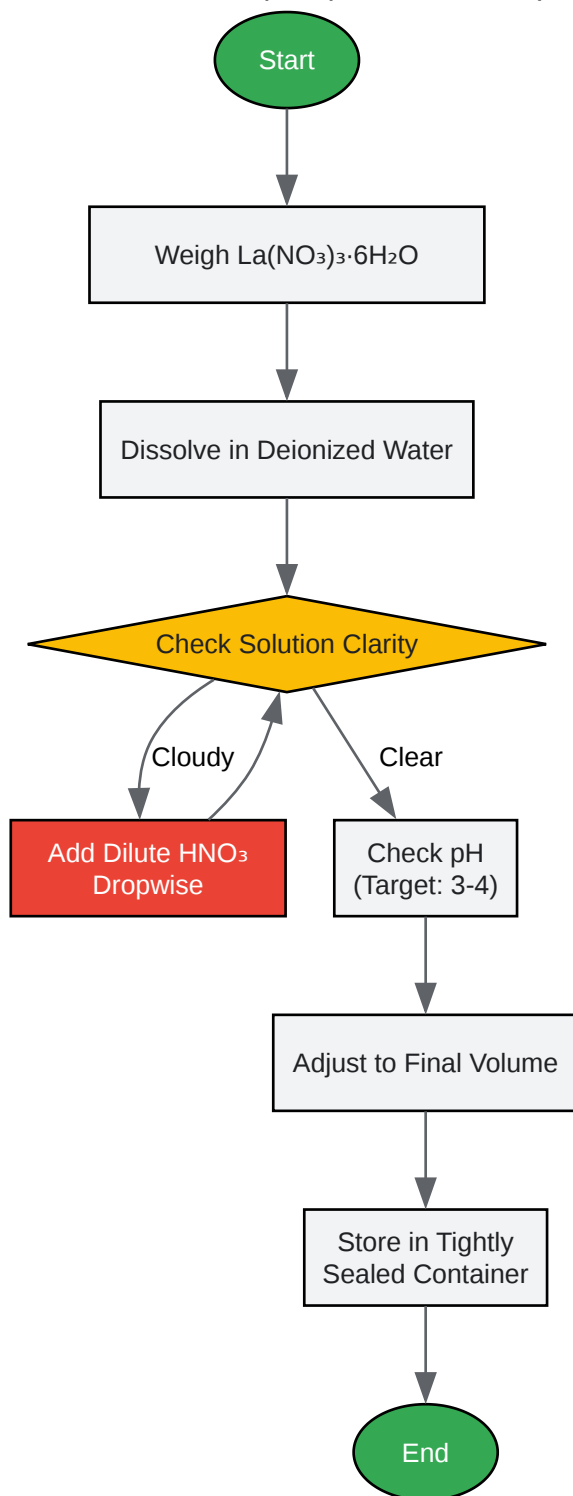 Start
Weigh La(NO₃)₃·6H₂O
Dissolve in Deionized Water
Check Solution Clarity
Cloudy
Clear
Add Dilute HNO₃
Dropwise
Check pH
(Target: 3-4)
Adjust to Final Volume
Store in Tightly
Sealed Container
End